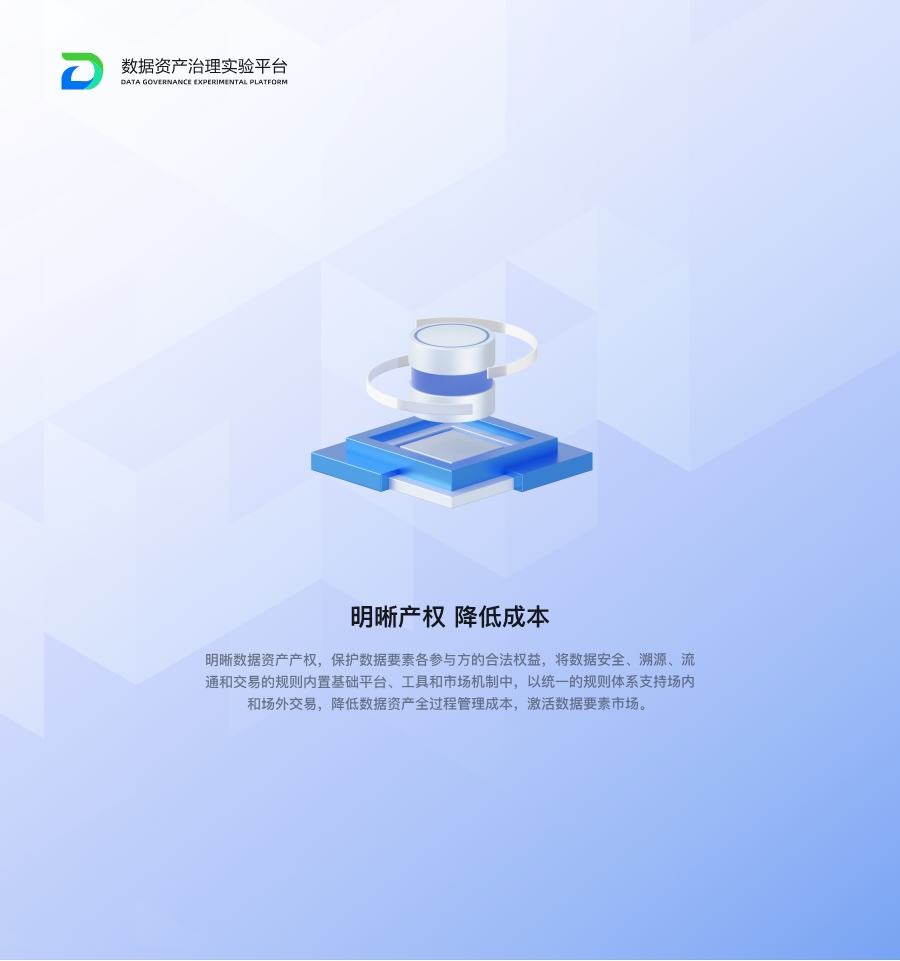 数据资产治理实验平台
DATA GOVERNANCE EXPERIMENTAL PLATFORM
明晰产权 降低成本
明晰数据资产产权，保护数据要素各参与方的合法权益，将数据安全、溯源、流
通和交易的规则内置基础平台、工具和市场机制中，以统一的规则体系支持场内
和场外交易，降低数据资产全过程管理成本，激活数据要素市场。